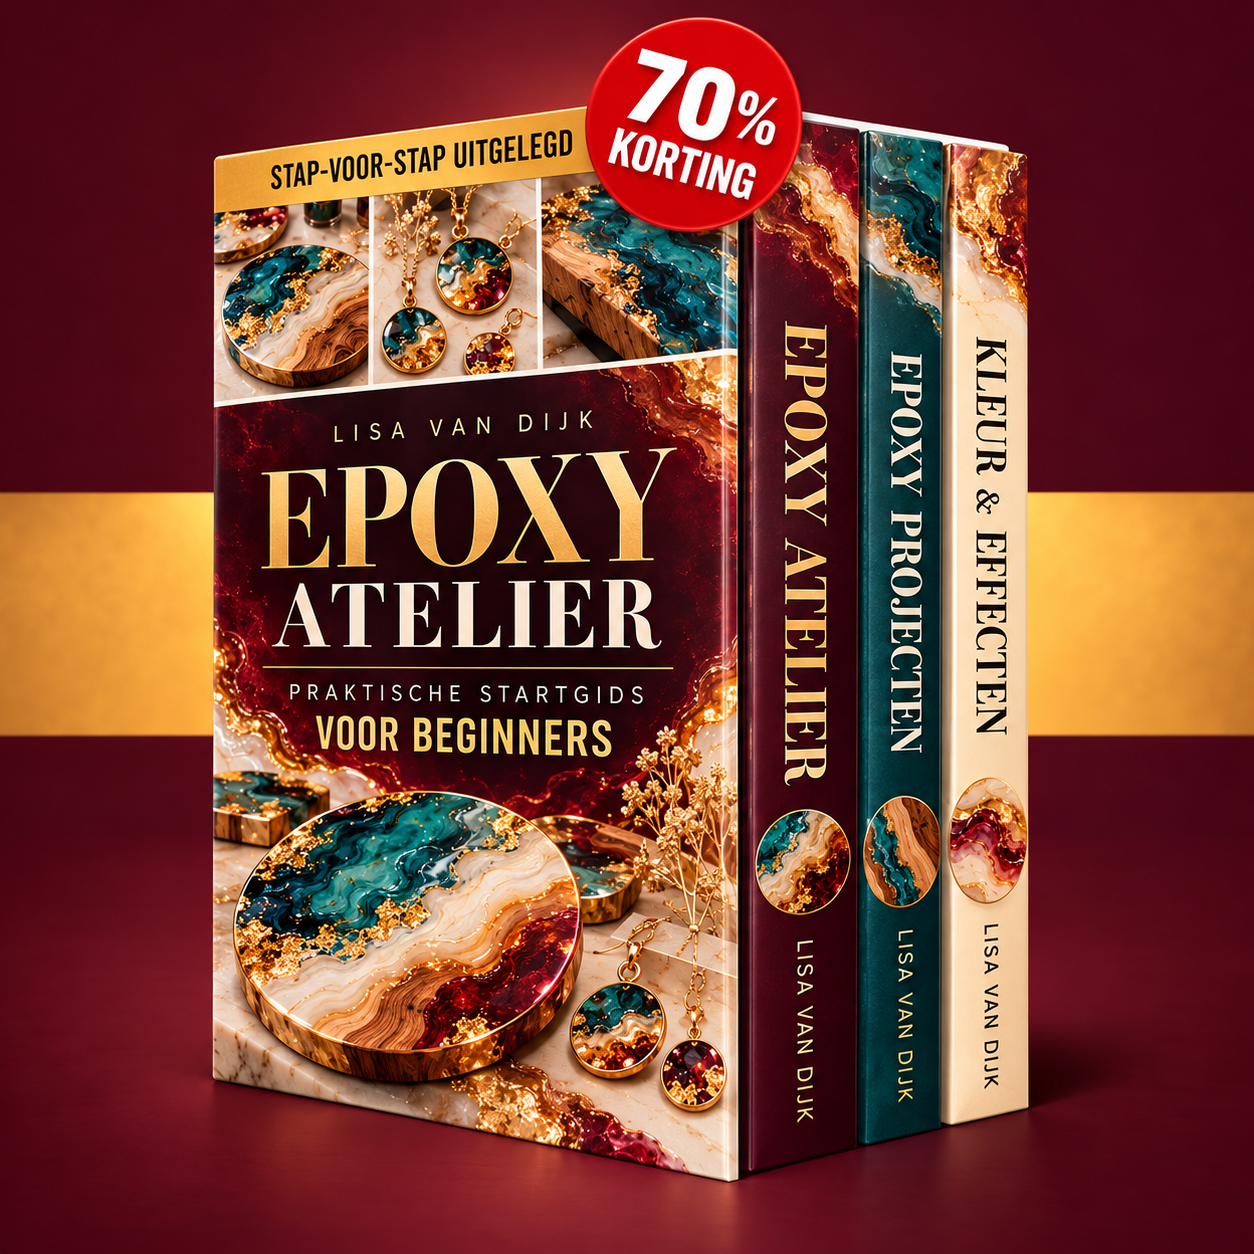 70%
KORTING
STAP-VOOR-STAP UITGELEGD
LISA VAN DIJK
EPOXY
ATELIER
PRAKTISCHE STARTGIDS
VOOR BEGINNERS
EPOXY ATELIER
LISA VAN DIJK
EPOXY PROJECTEN
LISA VAN DIJK
KLEUR & EFFECTEN
LISA VAN DIJK